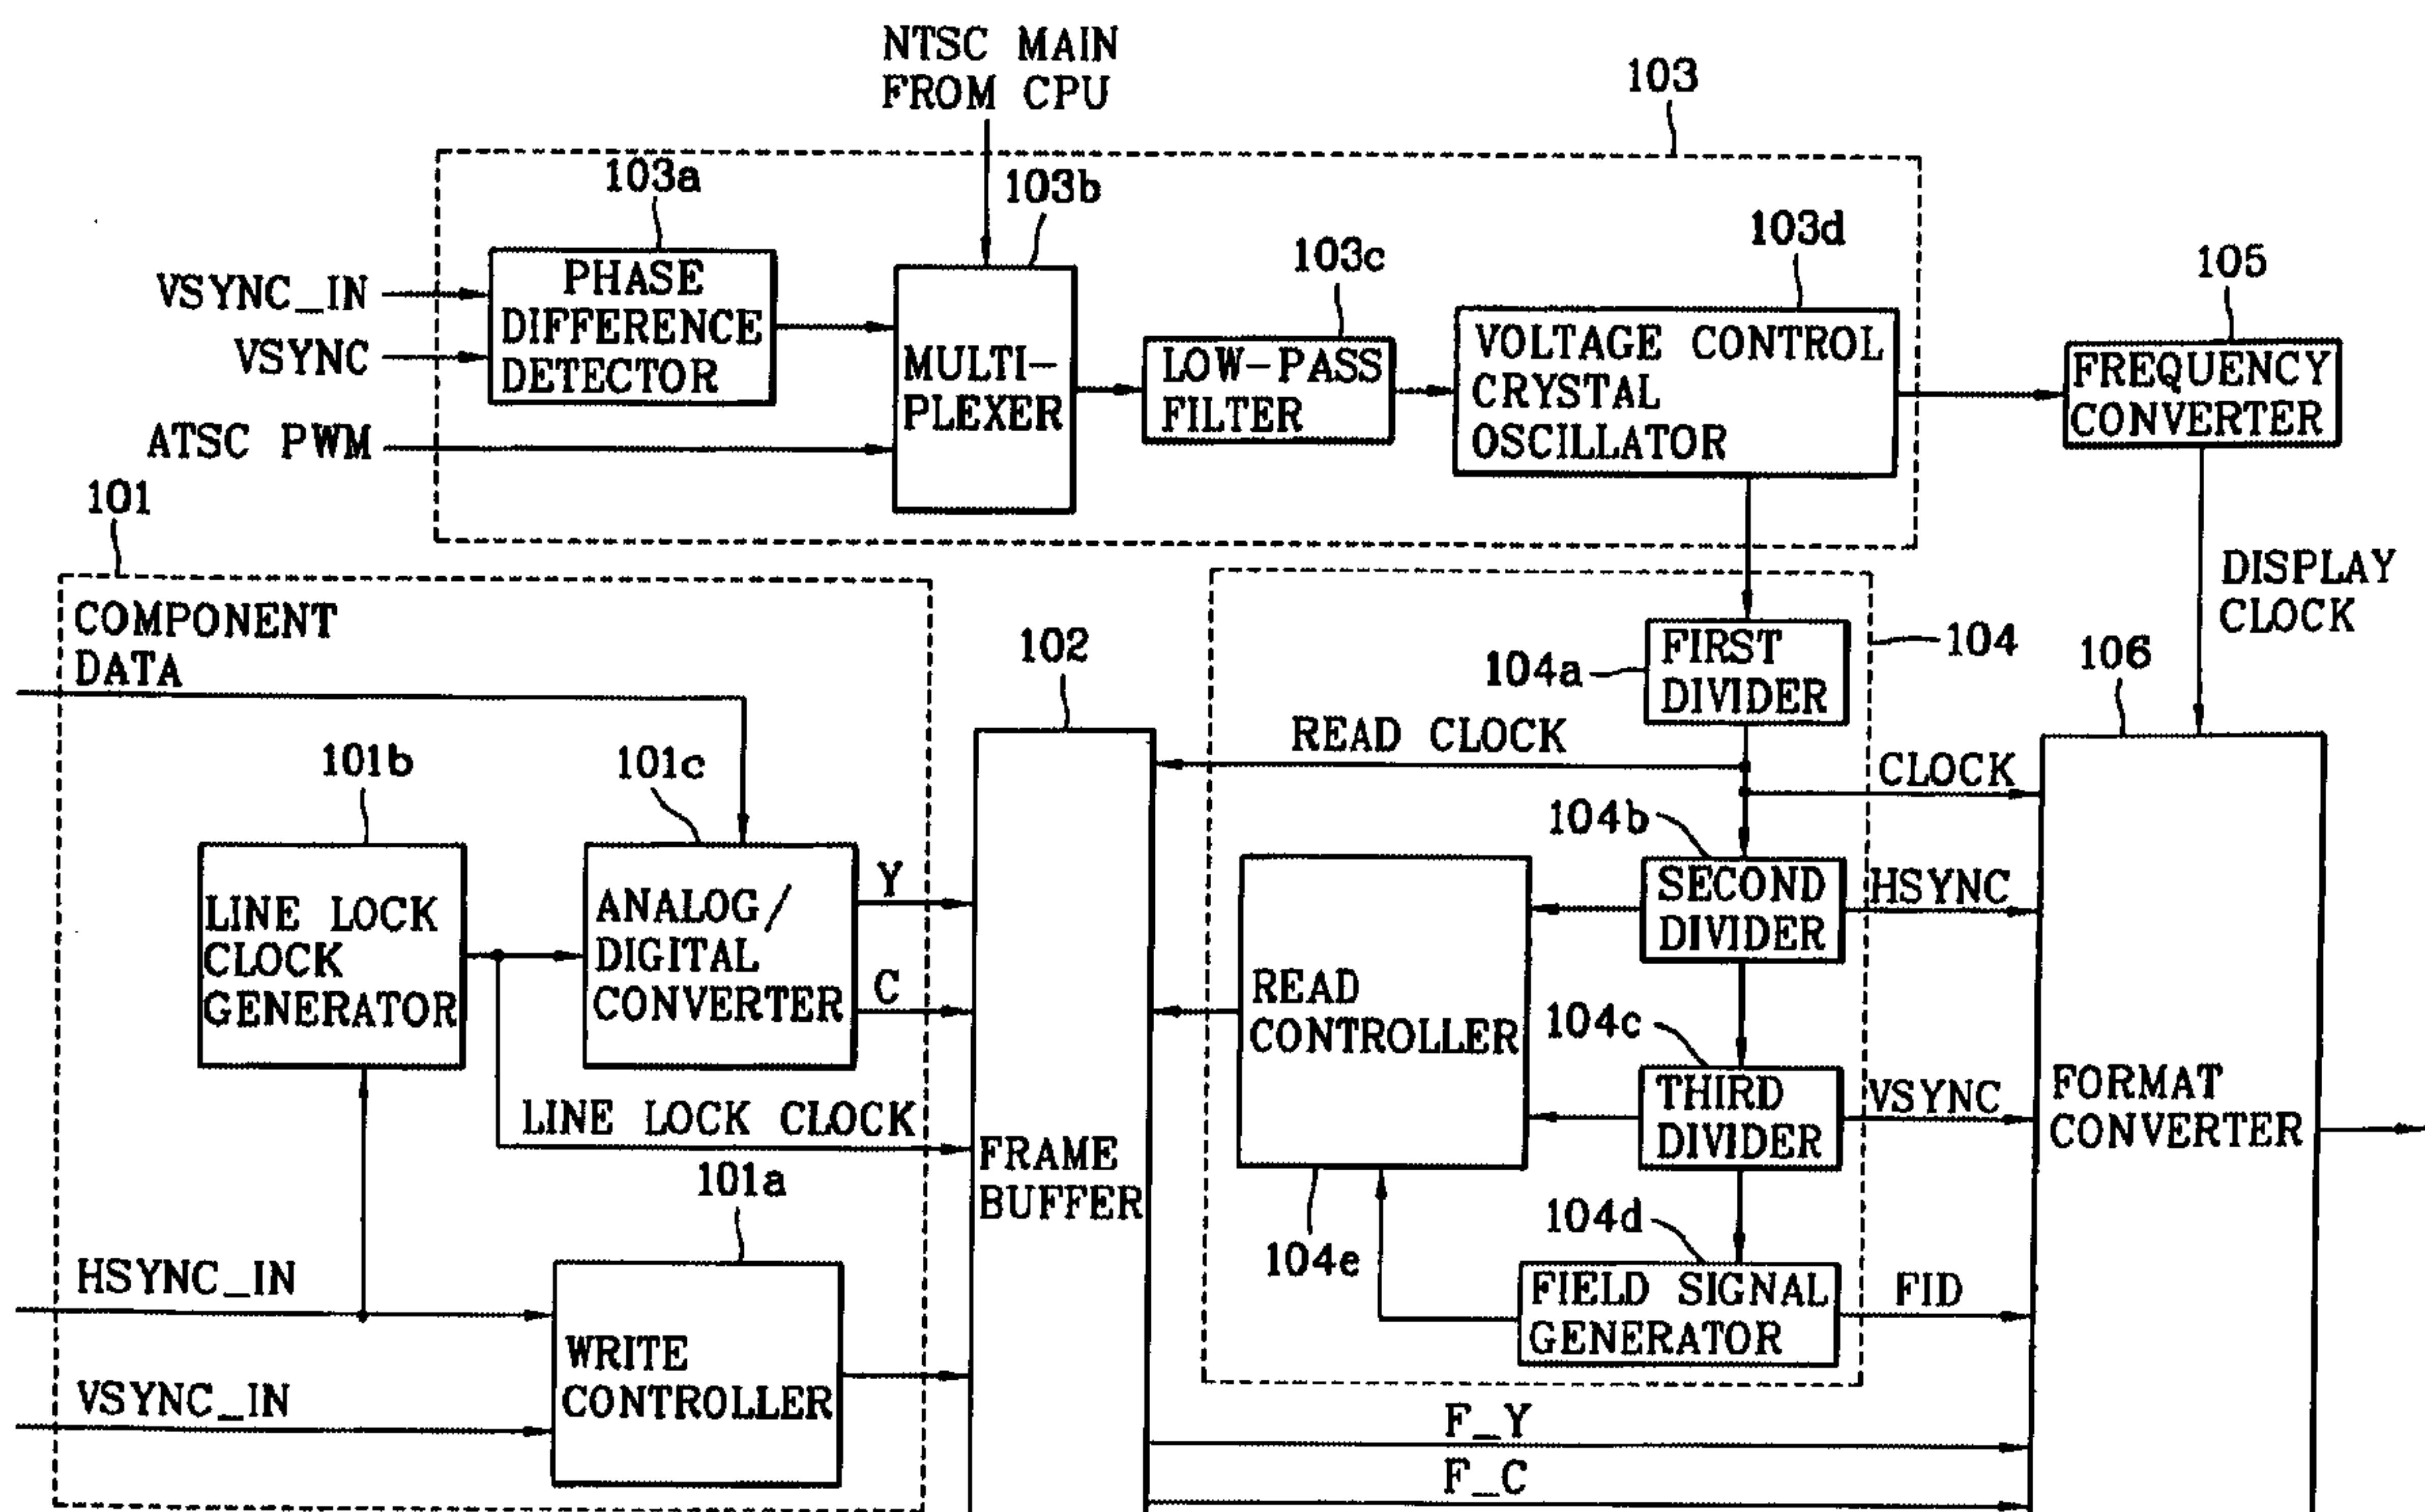 NTSC MAIN
FROM CPU
103
103a
103b
103c
103d
105
VSYNC_IN
VSYNC
ATSC PWM
PHASE
DIFFERENCE
DETECTOR
MULTI-
PLEXER
LOW-PASS
FILTER
VOLTAGE CONTROL
CRYSTAL
OSCILLATOR
FREQUENCY
CONVERTER
DISPLAY
CLOCK
101
COMPONENT
DATA
101b
101c
LINE LOCK
CLOCK
GENERATOR
ANALOG/
DIGITAL
CONVERTER
Y
C
LINE LOCK CLOCK
101a
HSYNC_IN
VSYNC_IN
WRITE
CONTROLLER
102
FRAME
BUFFER
104
104a
FIRST
DIVIDER
READ CLOCK
CLOCK
104b
SECOND
DIVIDER
HSYNC
READ
CONTROLLER
104c
THIRD
DIVIDER
VSYNC
104d
104e
FIELD SIGNAL
GENERATOR
FID
F_Y
F_C
106
FORMAT
CONVERTER